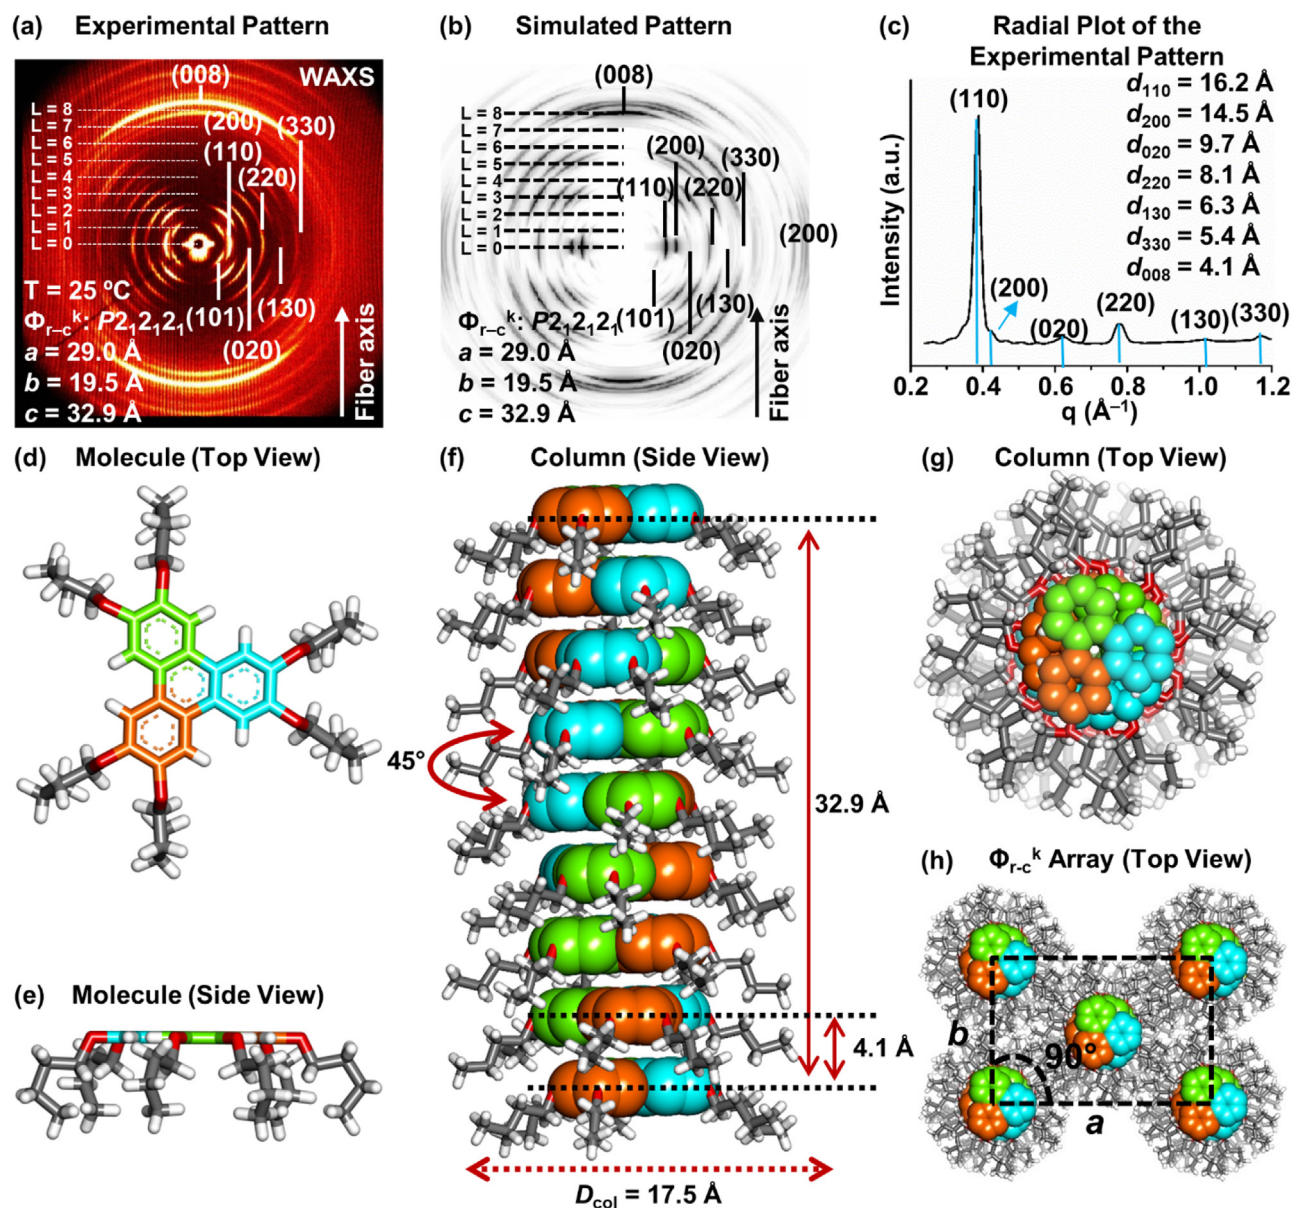 (a) Experimental Pattern
WAXS
(008)
L = 8
L = 7
L = 6
L = 5
L = 4
L = 3
L = 2
L = 1
L = 0
(200)
(330)
(110)
(220)
T = 25 ºC
(130)
Φr–cᵏ: P2₁2₁2₁
(101)
(020)
a = 29.0 Å
b = 19.5 Å
c = 32.9 Å
Fiber axis
(b) Simulated Pattern
(008)
L = 8
L = 7
L = 6
L = 5
L = 4
L = 3
L = 2
L = 1
L = 0
(200)
(330)
(110)
(220)
(200)
(130)
Φr–cᵏ: P2₁2₁2₁
(101)
(020)
a = 29.0 Å
b = 19.5 Å
c = 32.9 Å
Fiber axis
(c) Radial Plot of the
Experimental Pattern
(110)
d110 = 16.2 Å
d200 = 14.5 Å
d020 = 9.7 Å
d220 = 8.1 Å
d130 = 6.3 Å
d330 = 5.4 Å
d008 = 4.1 Å
(200)
(020)
(220)
(130)
(330)
Intensity (a.u.)
0.2 0.4 0.6 0.8 1.0 1.2
q (Å⁻¹)
(d) Molecule (Top View)
(e) Molecule (Side View)
(f) Column (Side View)
45°
32.9 Å
4.1 Å
Dcol = 17.5 Å
(g) Column (Top View)
(h) Φr-cᵏ Array (Top View)
b
90°
a